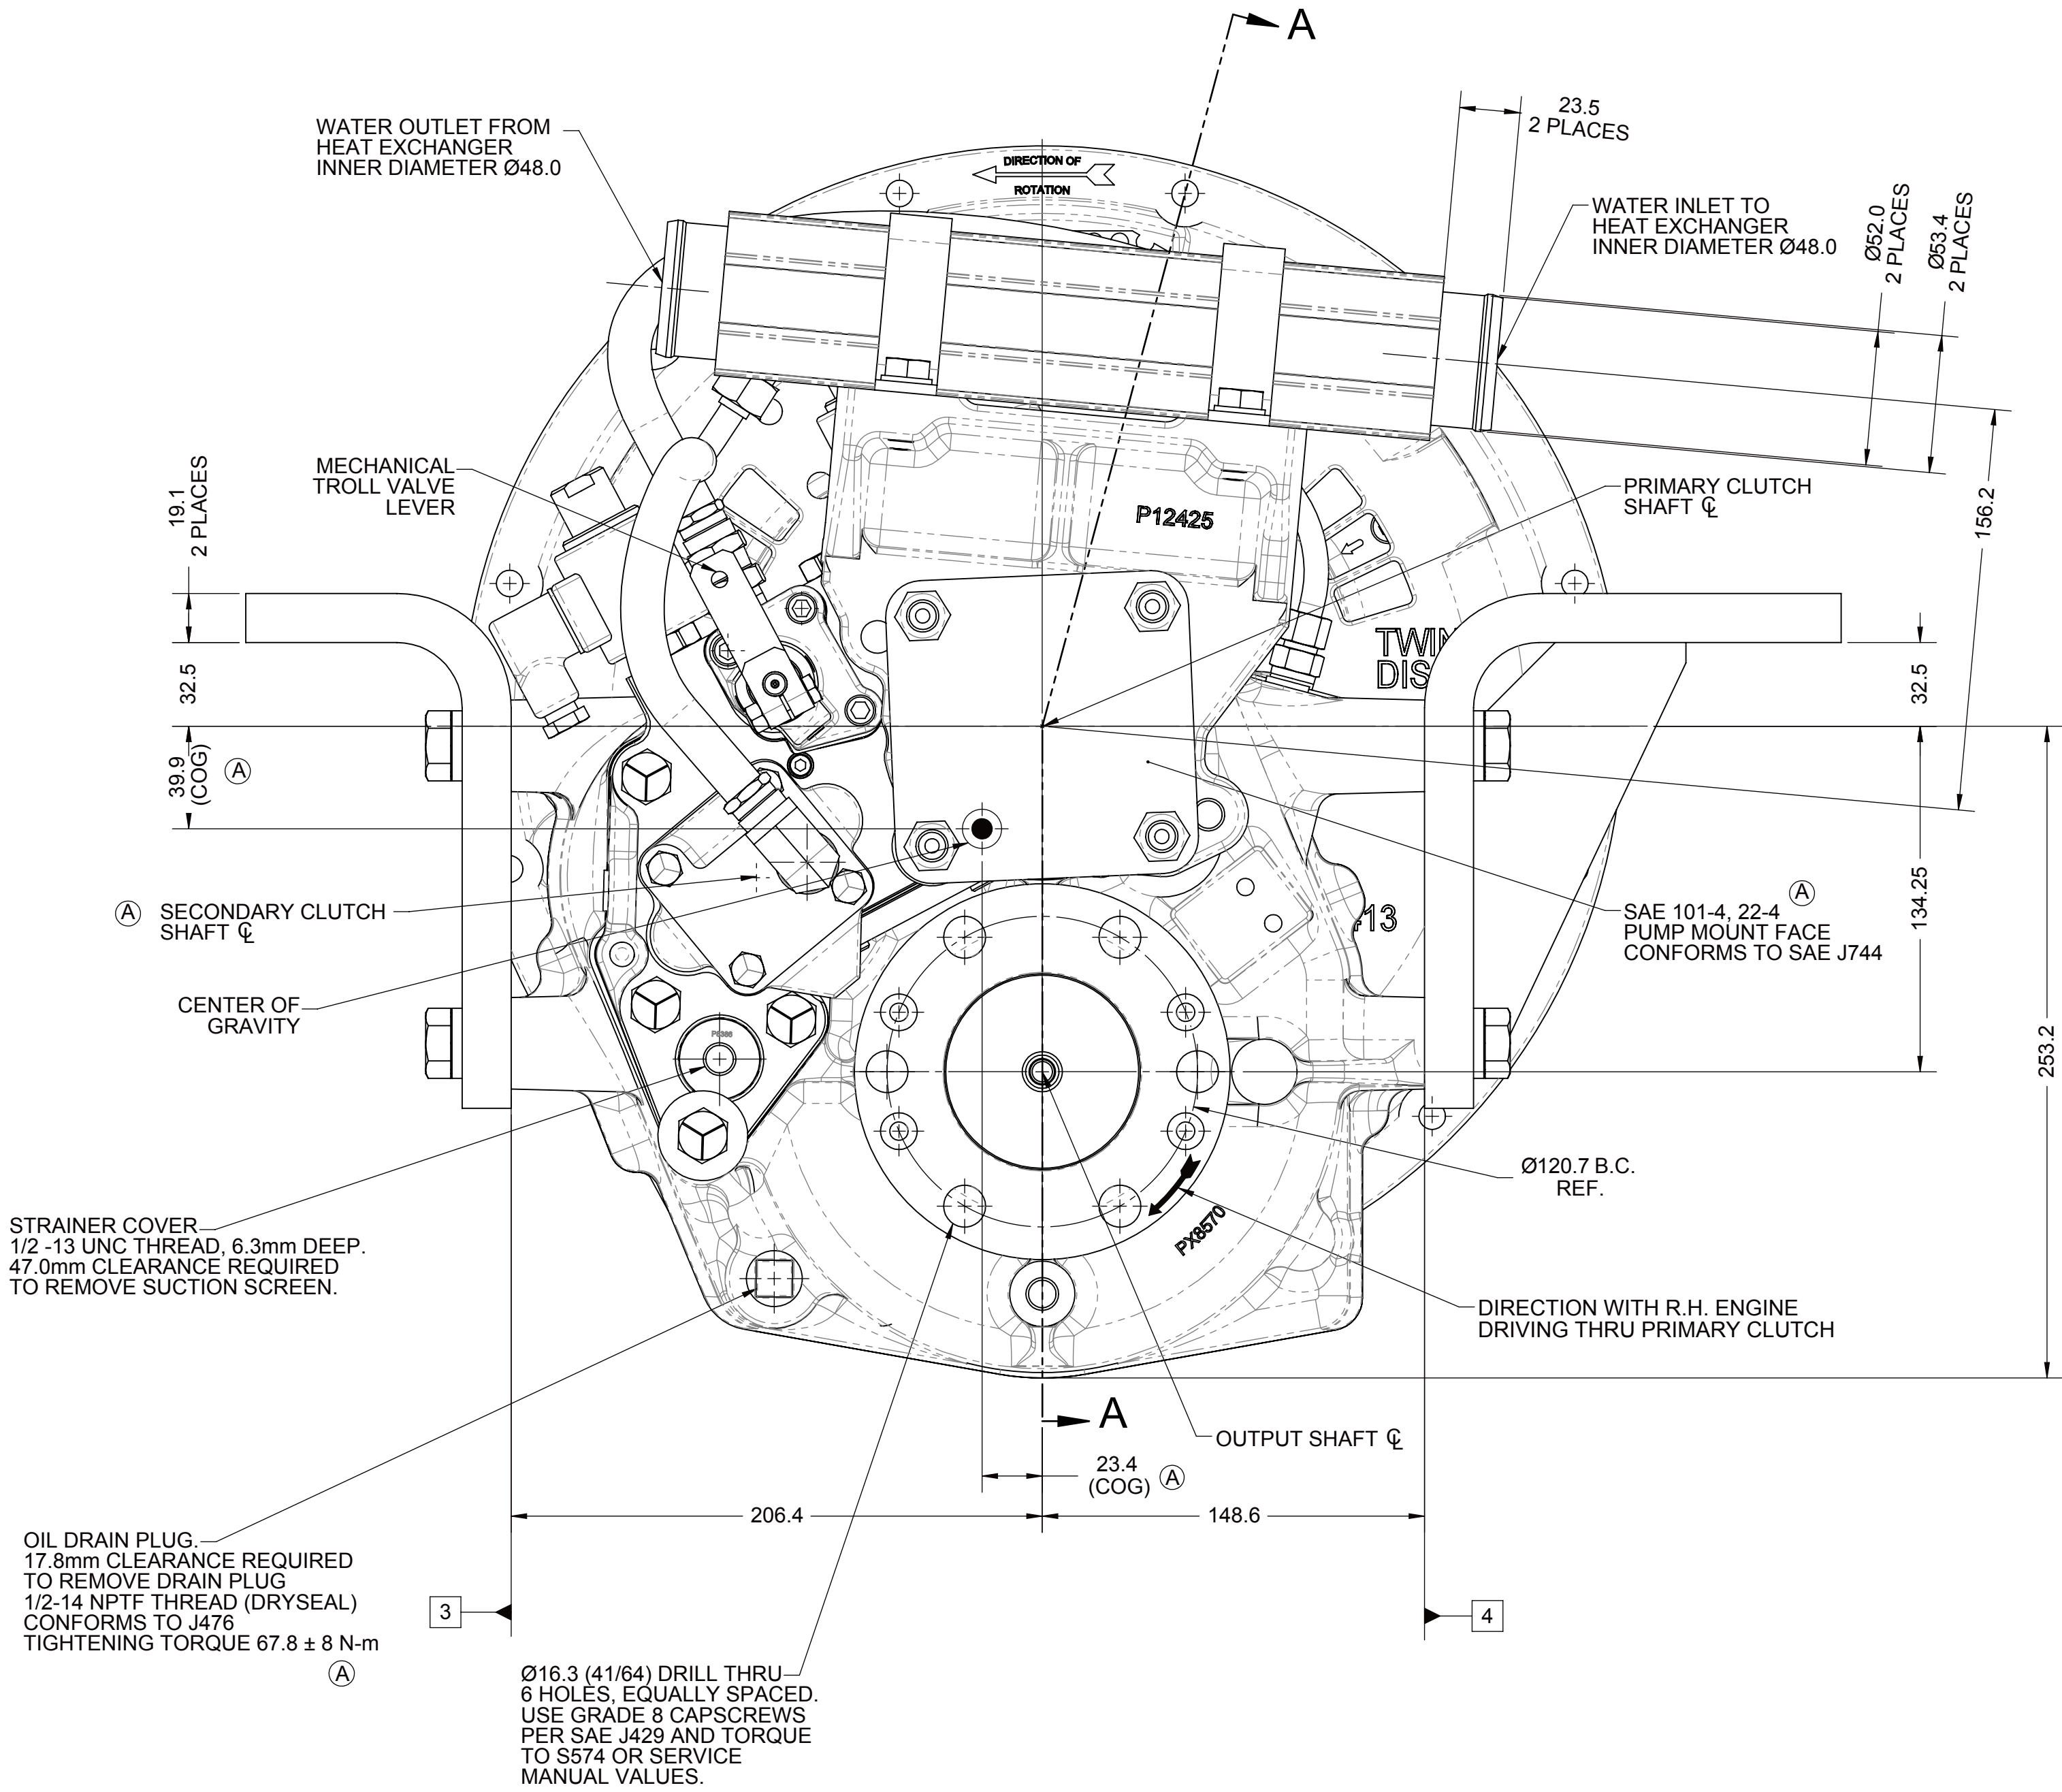 A
23.5
2 PLACES
WATER OUTLET FROM
HEAT EXCHANGER
INNER DIAMETER Ø48.0
DIRECTION OF
ROTATION
WATER INLET TO
HEAT EXCHANGER
INNER DIAMETER Ø48.0
Ø52.0
2 PLACES
Ø53.4
2 PLACES
19.1
2 PLACES
MECHANICAL
TROLL VALVE
LEVER
P12425
PRIMARY CLUTCH
SHAFT ℄
156.2
TWIN
DIS
32.5
32.5
39.9
(COG)
A
A
SECONDARY CLUTCH
SHAFT ℄
A
SAE 101-4, 22-4
PUMP MOUNT FACE
CONFORMS TO SAE J744
134.25
13
CENTER OF
GRAVITY
253.2
Ø120.7 B.C.
REF.
STRAINER COVER
1/2 -13 UNC THREAD, 6.3mm DEEP.
47.0mm CLEARANCE REQUIRED
TO REMOVE SUCTION SCREEN.
PX8570
DIRECTION WITH R.H. ENGINE
DRIVING THRU PRIMARY CLUTCH
A
OUTPUT SHAFT ℄
23.4
(COG)
A
206.4
148.6
OIL DRAIN PLUG.
17.8mm CLEARANCE REQUIRED
TO REMOVE DRAIN PLUG
1/2-14 NPTF THREAD (DRYSEAL)
CONFORMS TO J476
TIGHTENING TORQUE 67.8 ± 8 N-m
A
3
4
Ø16.3 (41/64) DRILL THRU
6 HOLES, EQUALLY SPACED.
USE GRADE 8 CAPSCREWS
PER SAE J429 AND TORQUE
TO S574 OR SERVICE
MANUAL VALUES.